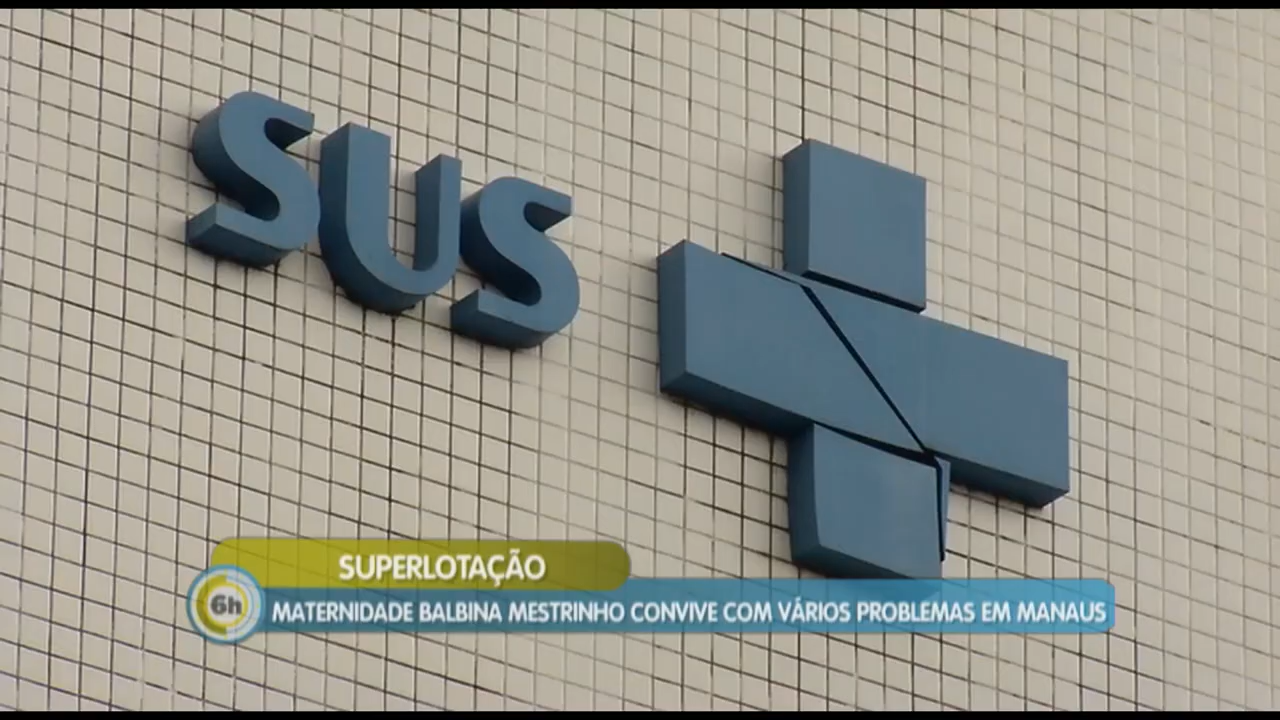 SUS
SUPERLOTAÇÃO
6h
MATERNIDADE BALBINA MESTRINHO CONVIVE COM VÁRIOS PROBLEMAS EM MANAUS